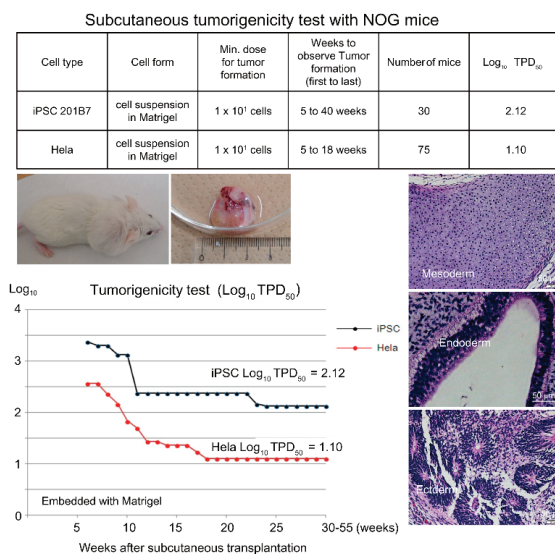 Subcutaneous tumorigenicity test with NOG mice
Cell type
Cell form
Min. dose
for tumor
formation
Weeks to
observe Tumor
formation
(first to last)
Number of mice
Log10 TPD50
iPSC 201B7
cell suspension
in Matrigel
1 x 10¹ cells
5 to 40 weeks
30
2.12
Hela
cell suspension
in Matrigel
1 x 10¹ cells
5 to 18 weeks
75
1.10
Mesoderm
Endoderm
50 µm
Ectderm
Log10
Tumorigenicity test (Log10 TPD50)
4
3
2
1
0
iPSC
Hela
iPSC Log10 TPD50 = 2.12
Hela Log10 TPD50 = 1.10
Embedded with Matrigel
5
10
15
20
25
30-55 (weeks)
Weeks after subcutaneous transplantation